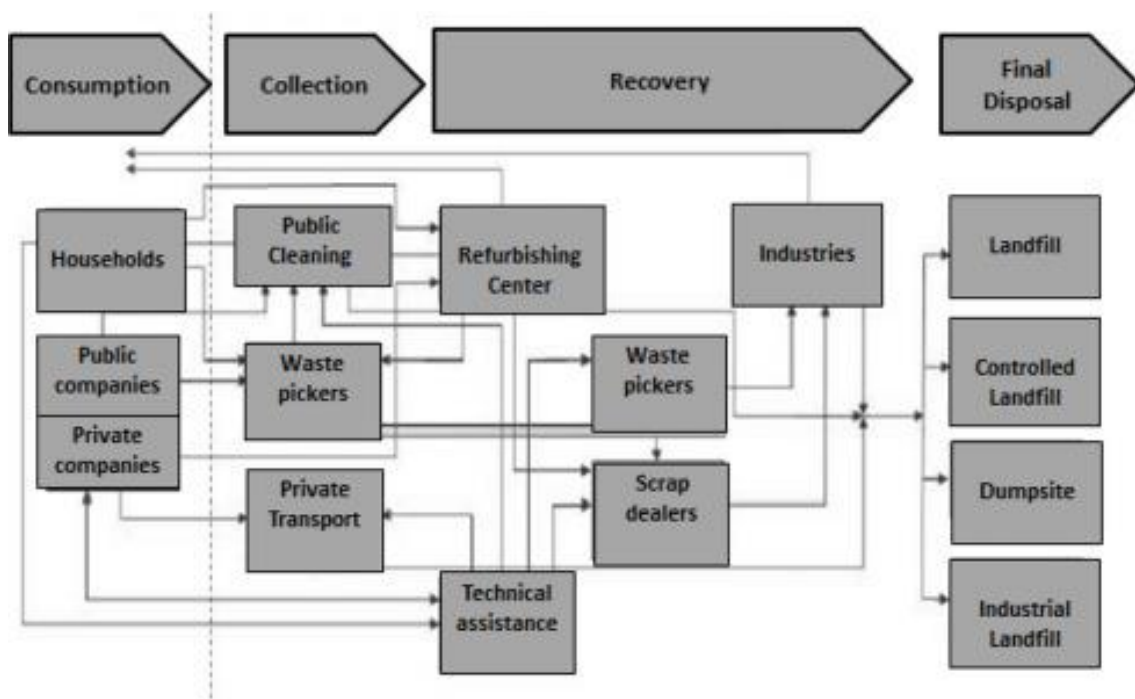 Consumption
Collection
Recovery
Final
Disposal
Households
Public
Cleaning
Refurbishing
Center
Industries
Landfill
Public
companies
Waste
pickers
Waste
pickers
Controlled
Landfill
Private
companies
Private
Transport
Scrap
dealers
Dumpsite
Technical
assistance
Industrial
Landfill